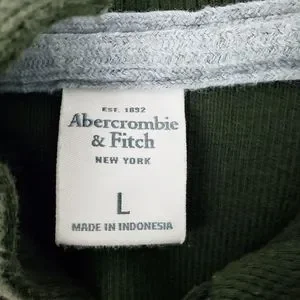 EST. 1892
Abercrombie
& Fitch
NEW YORK
L
MADE IN INDONESIA